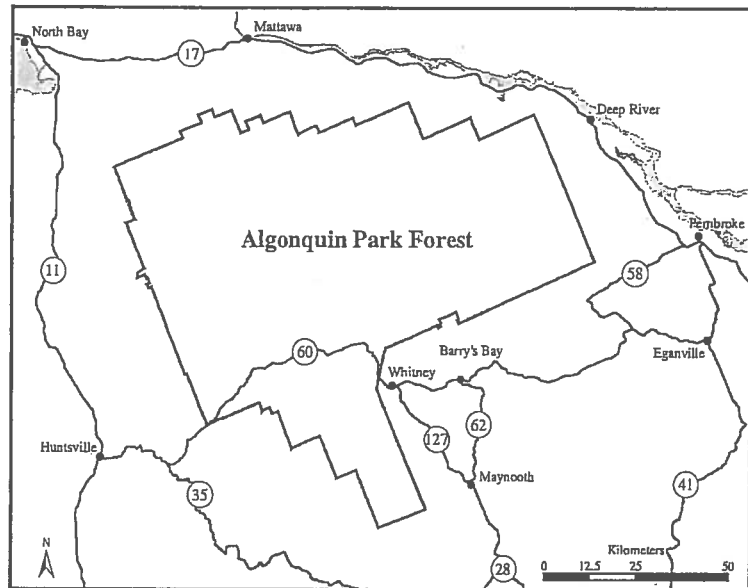 North Bay
Mattawa
17
Deep River
Algonquin Park Forest
Pembroke
11
58
60
Barry's Bay
Eganville
Whitney
127
62
Huntsville
35
Maynooth
41
N
28
Kilometers
0 12.5 25 50